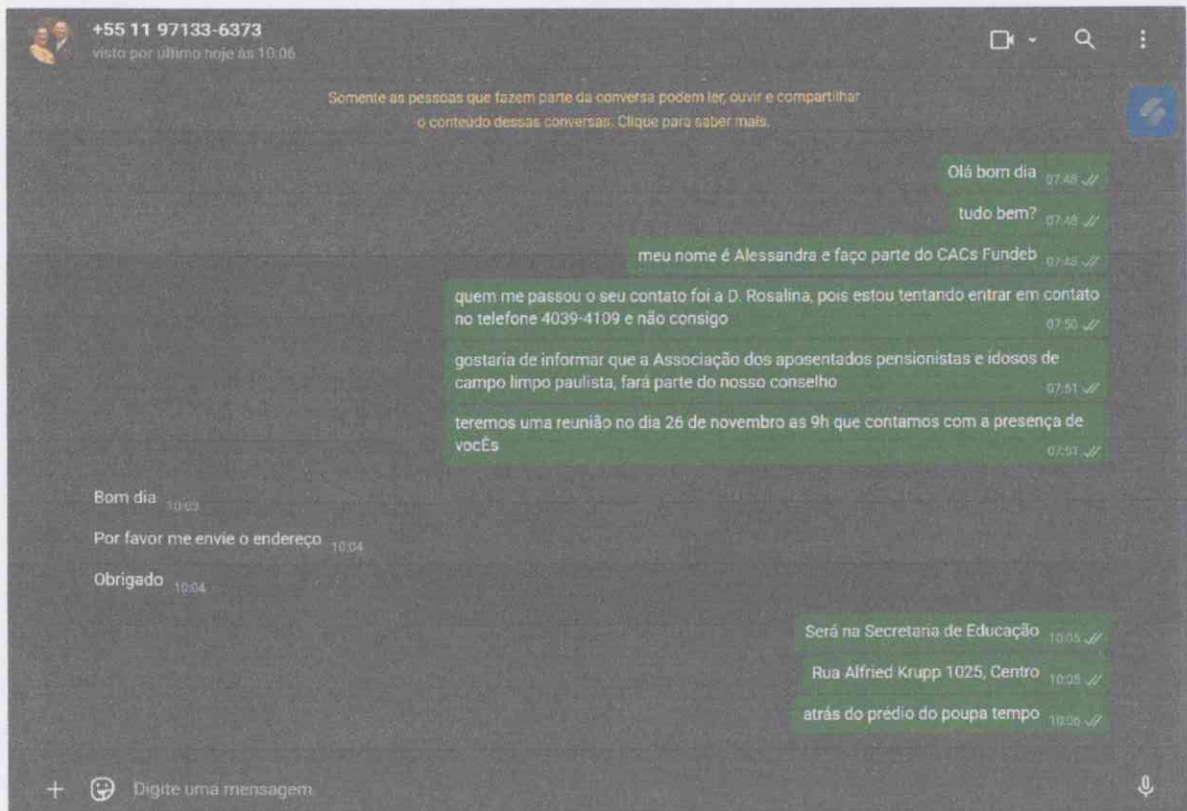 +55 11 97133-6373
visto por último hoje às 10:06
Somente as pessoas que fazem parte da conversa podem ler, ouvir e compartilhar
o conteúdo dessas conversas. Clique para saber mais.
Olá bom dia 07:48
tudo bem? 07:48
meu nome é Alessandra e faço parte do CACs Fundeb 07:48
quem me passou o seu contato foi a D. Rosalina, pois estou tentando entrar em contato
no telefone 4039-4109 e não consigo 07:50
gostaria de informar que a Associação dos aposentados pensionistas e idosos de
campo limpo paulista, fará parte do nosso conselho 07:51
teremos uma reunião no dia 26 de novembro as 9h que contamos com a presença de
vocÊs 07:51
Bom dia 10:03
Por favor me envie o endereço 10:04
Obrigado 10:04
Será na Secretaria de Educação 10:05
Rua Alfried Krupp 1025, Centro 10:05
atrás do prédio do poupa tempo 10:06
Digite uma mensagem